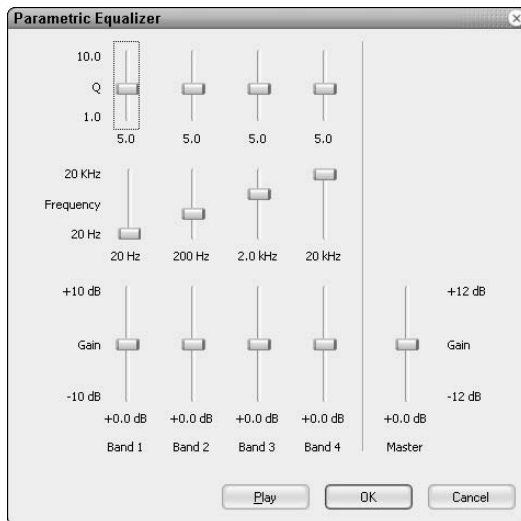 Parametric Equalizer
10.0
Q
1.0
5.0 5.0 5.0 5.0
20 KHz
Frequency
20 Hz
20 Hz 200 Hz 2.0 kHz 20 kHz
+10 dB +12 dB
Gain Gain
-10 dB -12 dB
+0.0 dB +0.0 dB +0.0 dB +0.0 dB +0.0 dB
Band 1 Band 2 Band 3 Band 4 Master
Play OK Cancel